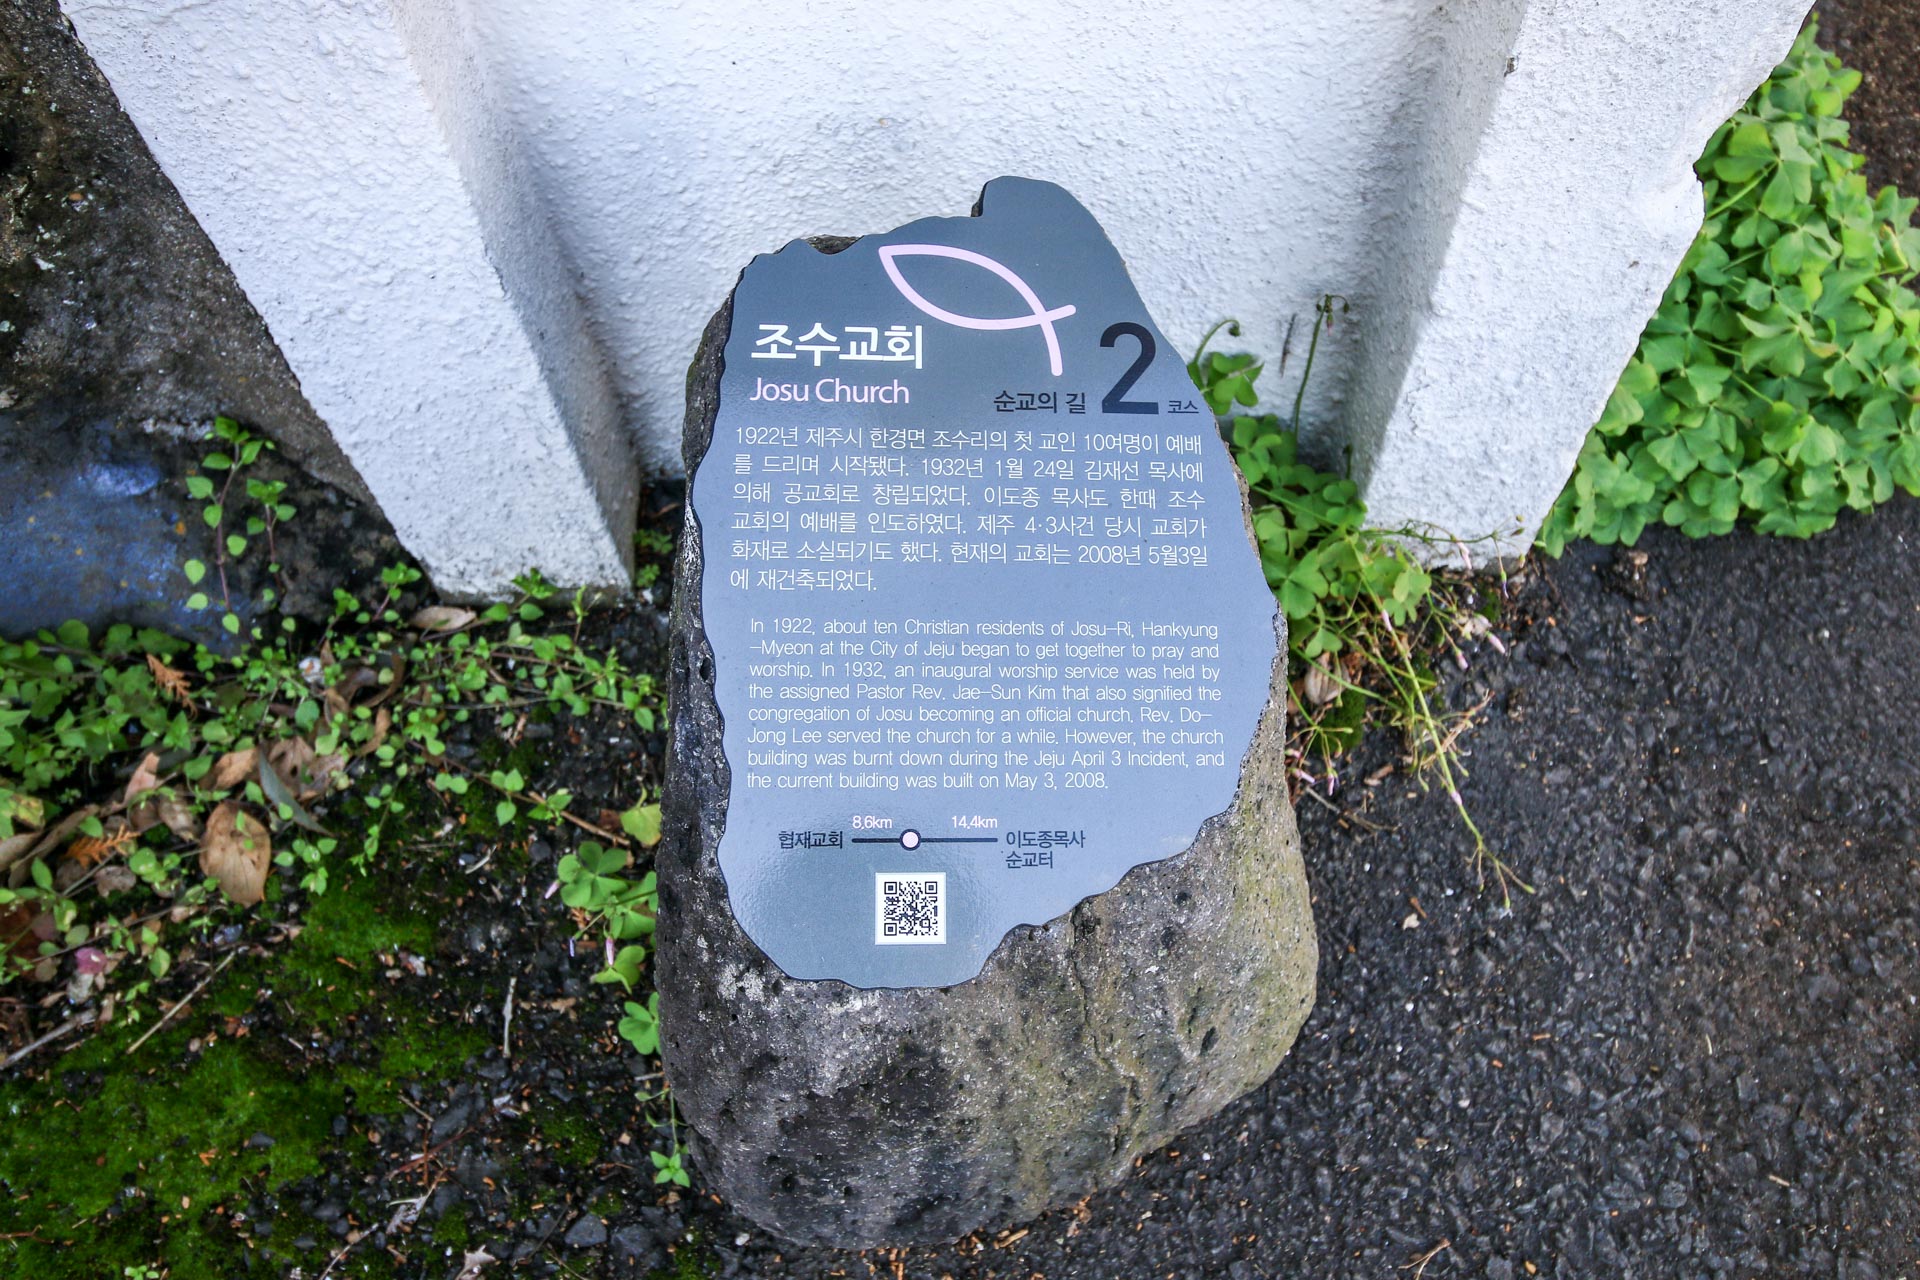 조수교회
Josu Church
순교의 길 2 코스
1922년 제주시 한경면 조수리의 첫 교인 10여명이 예배
를 드리며 시작됐다. 1932년 1월 24일 김재선 목사에
의해 공교회로 창립되었다. 이도종 목사도 한때 조수
교회의 예배를 인도하였다. 제주 4·3사건 당시 교회가
화재로 소실되기도 했다. 현재의 교회는 2008년 5월3일
에 재건축되었다.
In 1922, about ten Christian residents of Josu-Ri, Hankyung
-Myeon at the City of Jeju began to get together to pray and
worship. In 1932, an inaugural worship service was held by
the assigned Pastor Rev. Jae-Sun Kim that also signified the
congregation of Josu becoming an official church. Rev. Do-
Jong Lee served the church for a while. However, the church
building was burnt down during the Jeju April 3 Incident, and
the current building was built on May 3, 2008.
8.6km 14.4km
협재교회 이도종목사
순교터